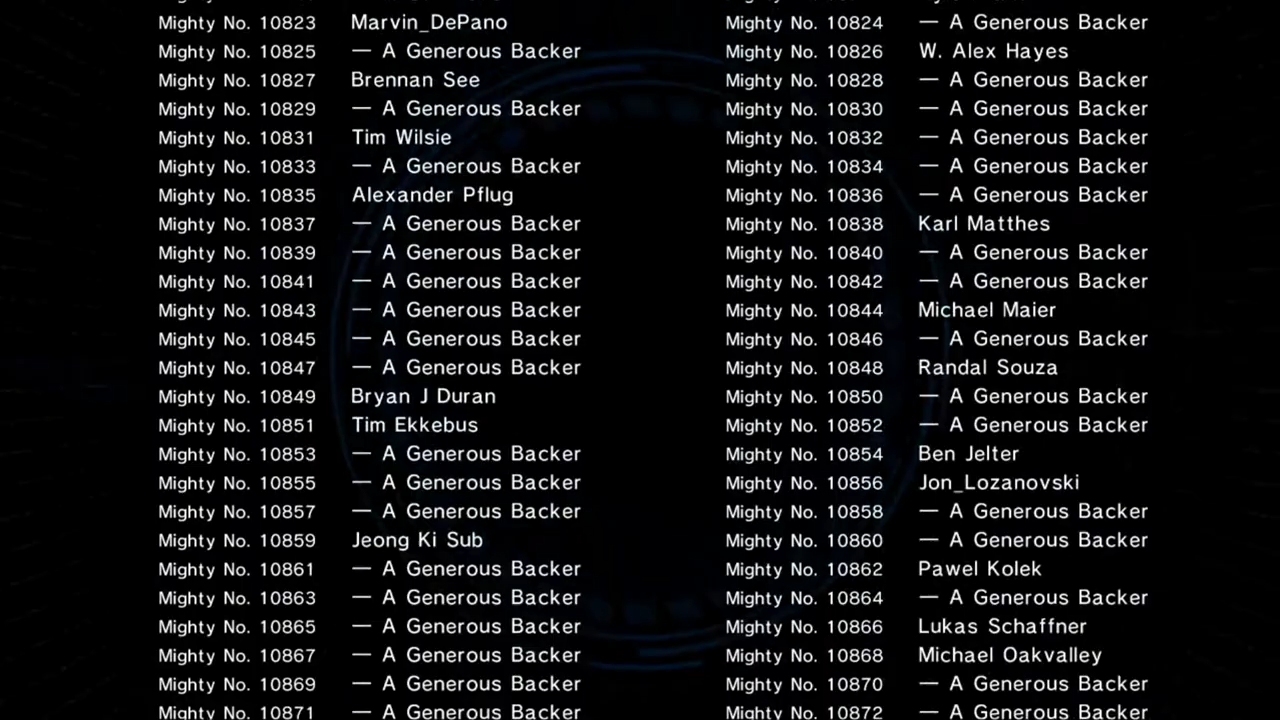 Mighty No. 10823 Marvin_DePano Mighty No. 10824 — A Generous Backer
Mighty No. 10825 — A Generous Backer Mighty No. 10826 W. Alex Hayes
Mighty No. 10827 Brennan See Mighty No. 10828 — A Generous Backer
Mighty No. 10829 — A Generous Backer Mighty No. 10830 — A Generous Backer
Mighty No. 10831 Tim Wilsie Mighty No. 10832 — A Generous Backer
Mighty No. 10833 — A Generous Backer Mighty No. 10834 — A Generous Backer
Mighty No. 10835 Alexander Pflug Mighty No. 10836 — A Generous Backer
Mighty No. 10837 — A Generous Backer Mighty No. 10838 Karl Matthes
Mighty No. 10839 — A Generous Backer Mighty No. 10840 — A Generous Backer
Mighty No. 10841 — A Generous Backer Mighty No. 10842 — A Generous Backer
Mighty No. 10843 — A Generous Backer Mighty No. 10844 Michael Maier
Mighty No. 10845 — A Generous Backer Mighty No. 10846 — A Generous Backer
Mighty No. 10847 — A Generous Backer Mighty No. 10848 Randal Souza
Mighty No. 10849 Bryan J Duran Mighty No. 10850 — A Generous Backer
Mighty No. 10851 Tim Ekkebus Mighty No. 10852 — A Generous Backer
Mighty No. 10853 — A Generous Backer Mighty No. 10854 Ben Jelter
Mighty No. 10855 — A Generous Backer Mighty No. 10856 Jon_Lozanovski
Mighty No. 10857 — A Generous Backer Mighty No. 10858 — A Generous Backer
Mighty No. 10859 Jeong Ki Sub Mighty No. 10860 — A Generous Backer
Mighty No. 10861 — A Generous Backer Mighty No. 10862 Pawel Kolek
Mighty No. 10863 — A Generous Backer Mighty No. 10864 — A Generous Backer
Mighty No. 10865 — A Generous Backer Mighty No. 10866 Lukas Schaffner
Mighty No. 10867 — A Generous Backer Mighty No. 10868 Michael Oakvalley
Mighty No. 10869 — A Generous Backer Mighty No. 10870 — A Generous Backer
Mighty No. 10871 — A Generous Backer Mighty No. 10872 — A Generous Backer